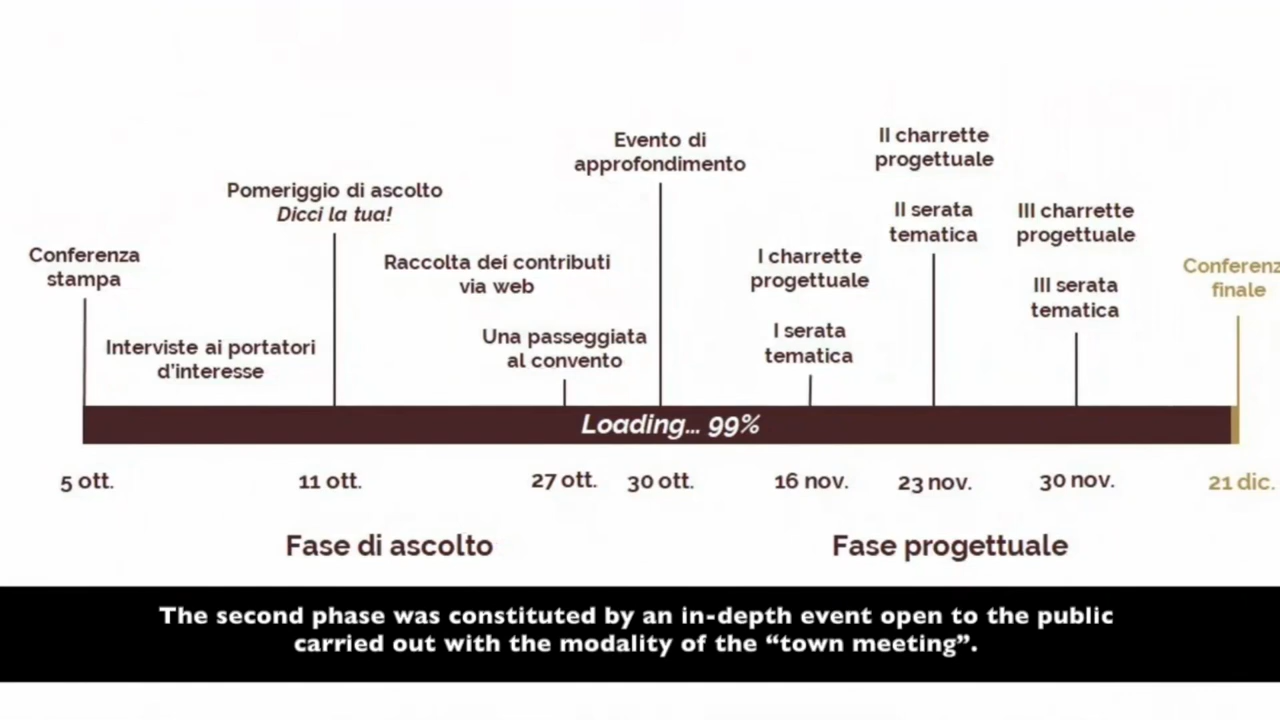 Conferenza
stampa
Interviste ai portatori
d'interesse
Pomeriggio di ascolto
Dicci la tua!
Raccolta dei contributi
via web
Una passeggiata
al convento
Evento di
approfondimento
I charrette
progettuale
I serata
tematica
II charrette
progettuale
II serata
tematica
III charrette
progettuale
III serata
tematica
Conferenz
finale
Loading... 99%
5 ott.
11 ott.
27 ott.
30 ott.
16 nov.
23 nov.
30 nov.
21 dic.
Fase di ascolto
Fase progettuale
The second phase was constituted by an in-depth event open to the public
carried out with the modality of the “town meeting”.